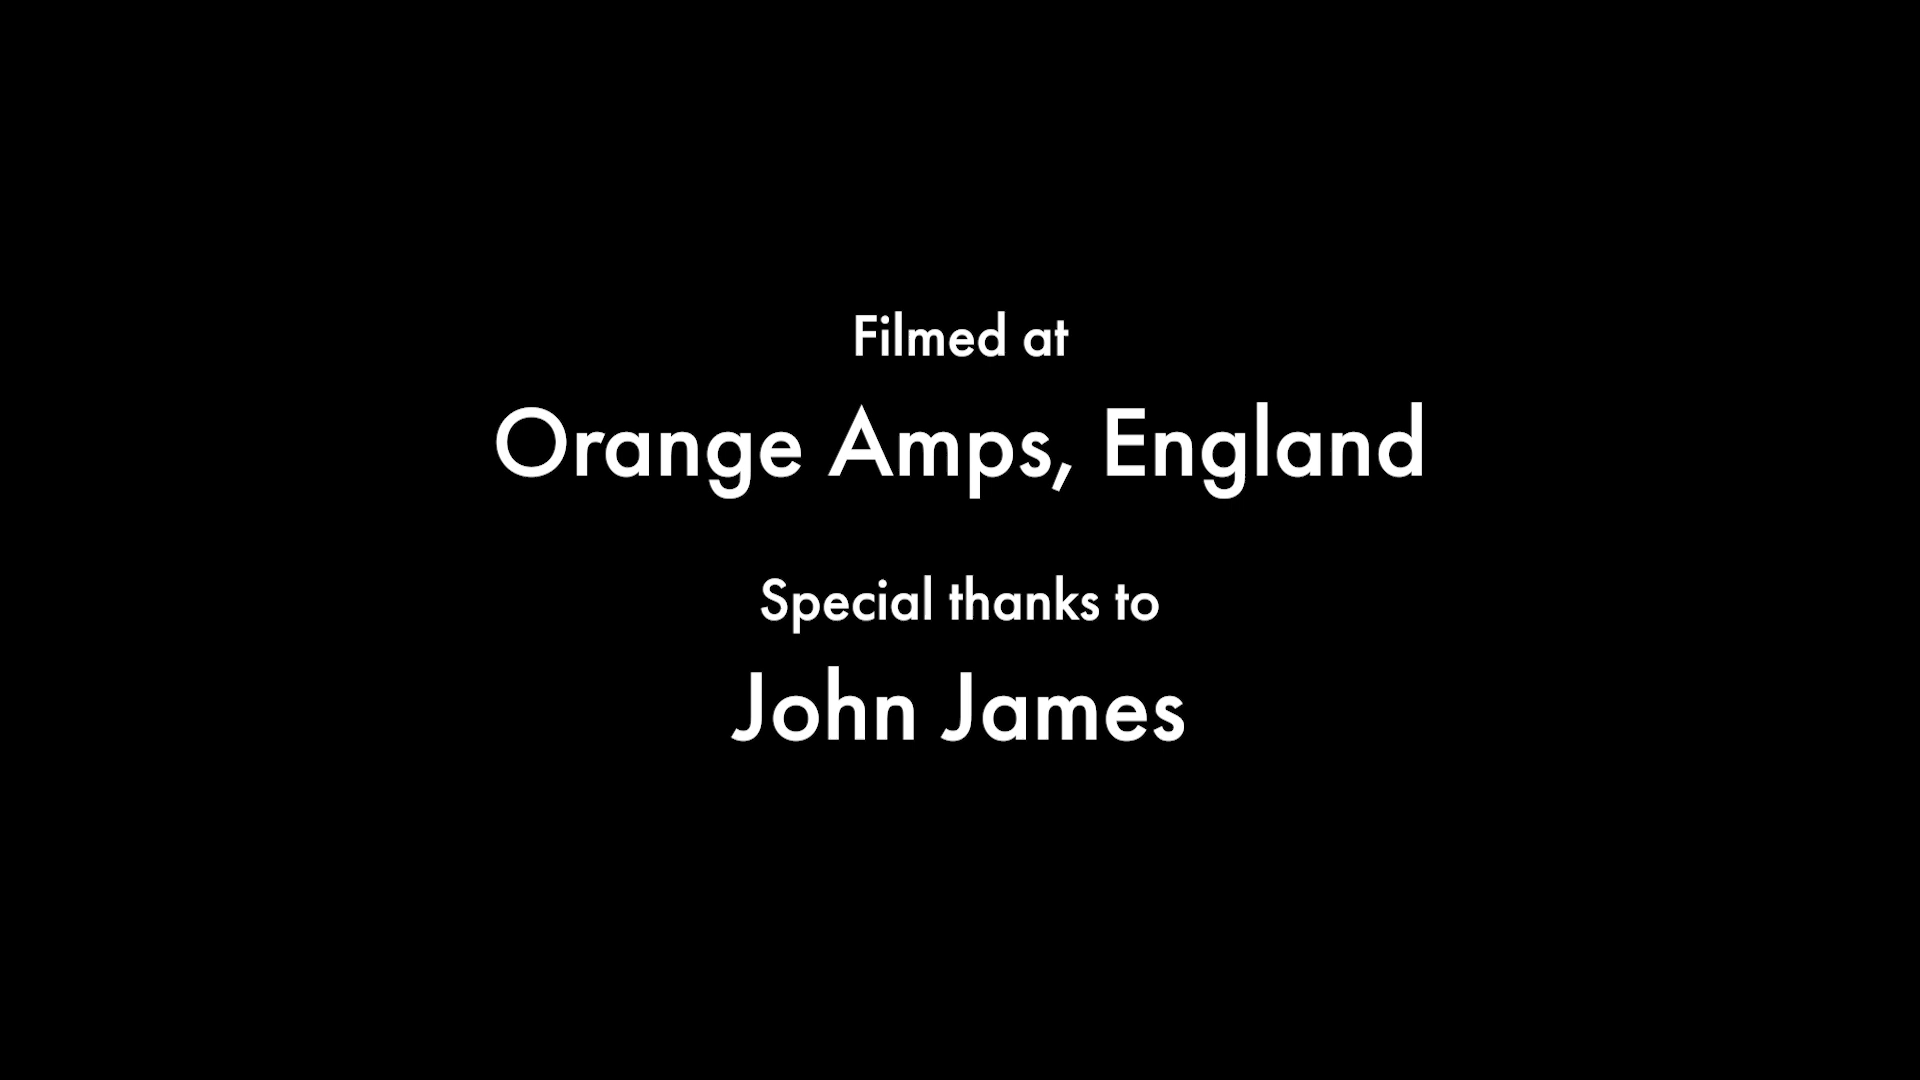 Filmed at
Orange Amps, England
Special thanks to
John James